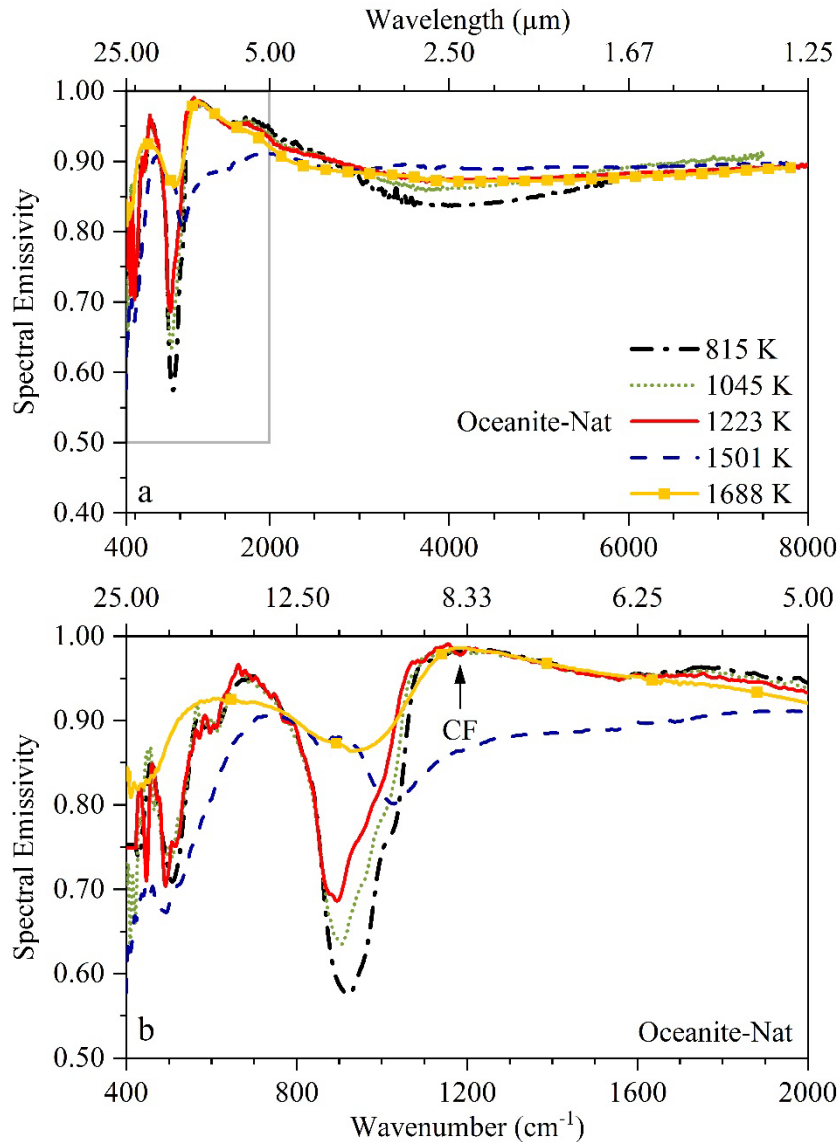 Wavelength (µm)
25.00 5.00 2.50 1.67 1.25
1.00
0.90
0.80
0.70
0.60
0.50
0.40
Spectral Emissivity
815 K
1045 K
1223 K
1501 K
1688 K
Oceanite-Nat
a
400 2000 4000 6000 8000
25.00 12.50 8.33 6.25 5.00
1.00
0.90
0.80
0.70
0.60
0.50
Spectral Emissivity
CF
b
Oceanite-Nat
400 800 1200 1600 2000
Wavenumber (cm⁻¹)